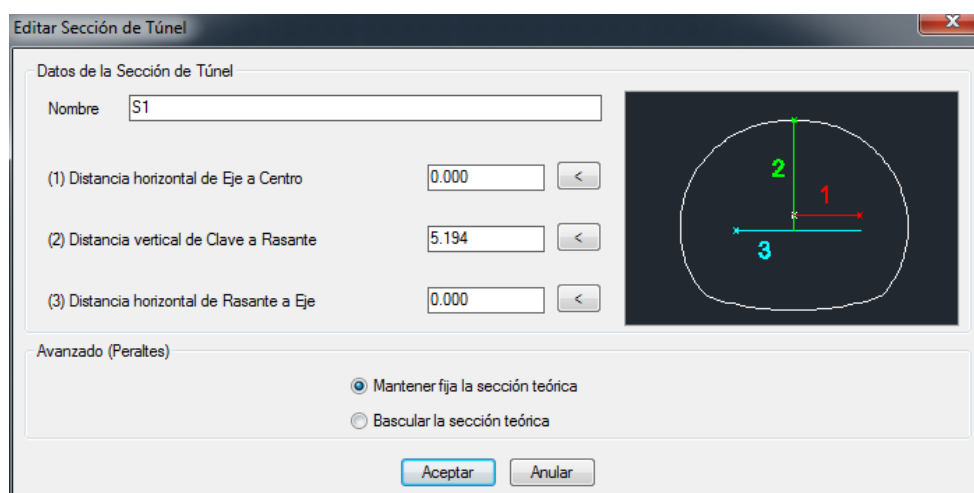 Editar Sección de Túnel
X
Datos de la Sección de Túnel
Nombre S1
(1) Distancia horizontal de Eje a Centro 0.000 <
(2) Distancia vertical de Clave a Rasante 5.194 <
(3) Distancia horizontal de Rasante a Eje 0.000 <
2
1
3
Avanzado (Peraltes)
Mantener fija la sección teórica
Bascular la sección teórica
Aceptar Anular